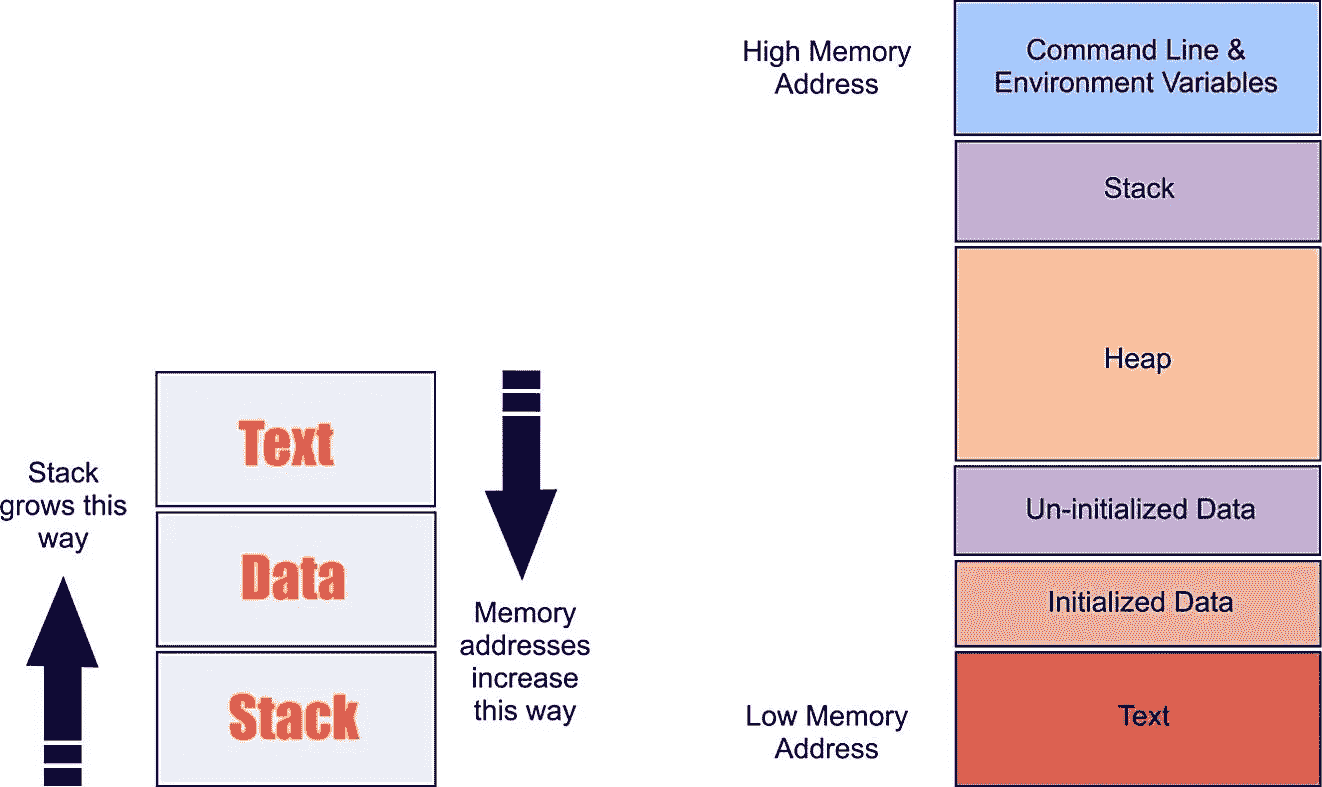 High Memory
Address
Command Line &
Environment Variables
Stack
Heap
Un-initialized Data
Initialized Data
Low Memory
Address
Text
Stack
grows this
way
Text
Data
Stack
Memory
addresses
increase
this way